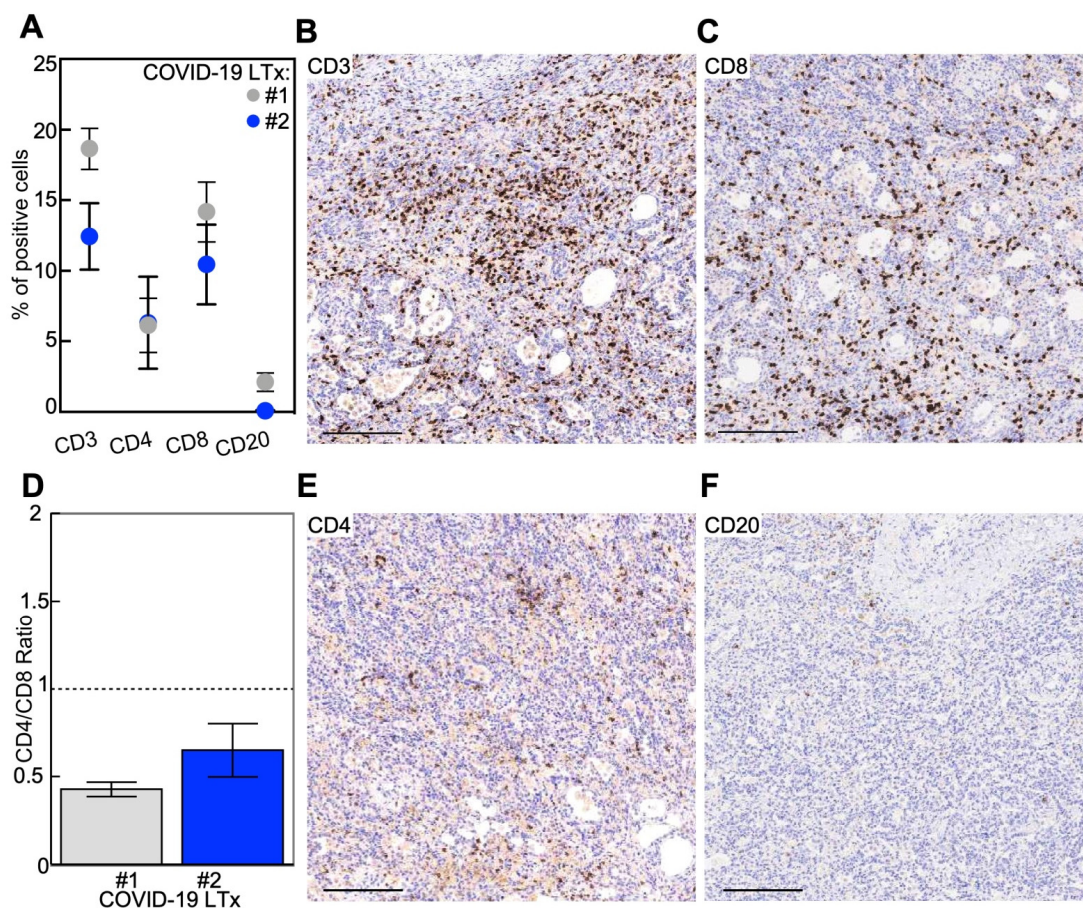 A
25
20
15
10
5
0
% of positive cells
COVID-19 LTx:
#1
#2
CD3
CD4
CD8
CD20
B
CD3
C
CD8
D
2
1.5
1
0.5
0
CD4/CD8 Ratio
#1
#2
COVID-19 LTx
E
CD4
F
CD20